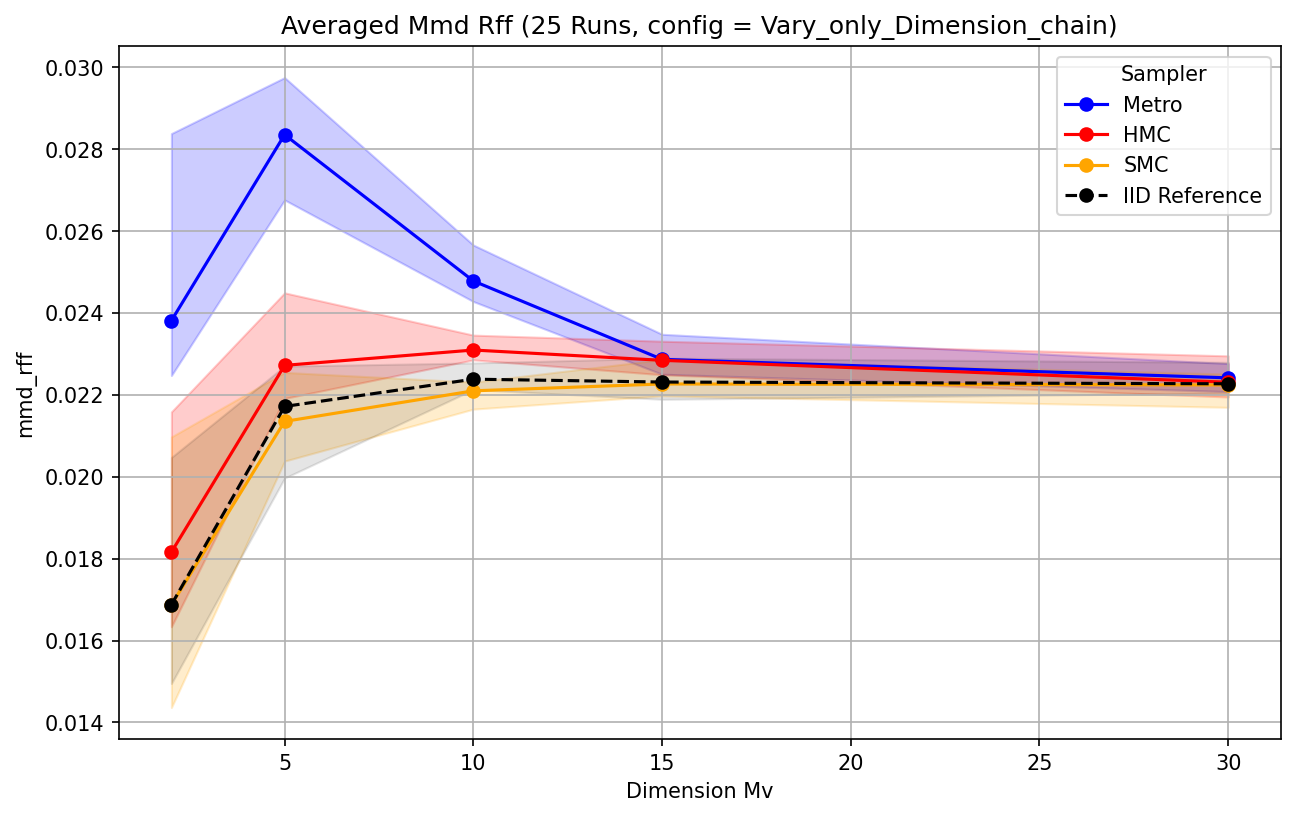 Averaged Mmd Rff (25 Runs, config = Vary_only_Dimension_chain)
Sampler
Metro
HMC
SMC
IID Reference
mmd_rff
0.030
0.028
0.026
0.024
0.022
0.020
0.018
0.016
0.014
5
10
15
20
25
30
Dimension Mv